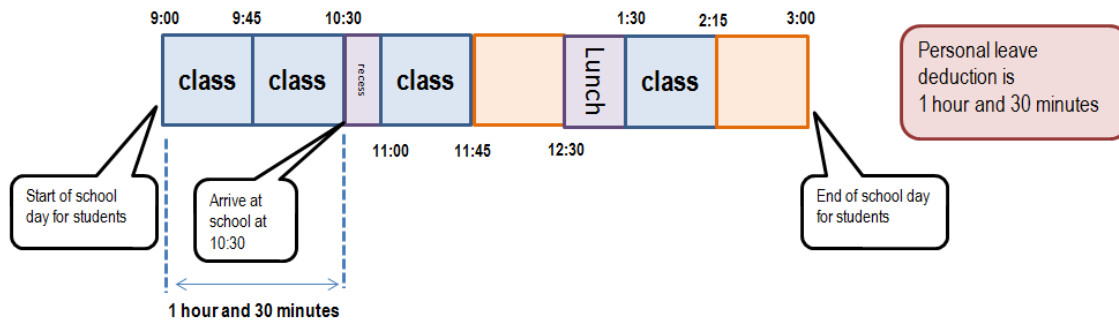 9:00 9:45 10:30 1:30 2:15 3:00
class class recess class Lunch class
11:00 11:45 12:30
Personal leave
deduction is
1 hour and 30 minutes
Start of school
day for students
Arrive at
school at
10:30
End of school day
for students
1 hour and 30 minutes